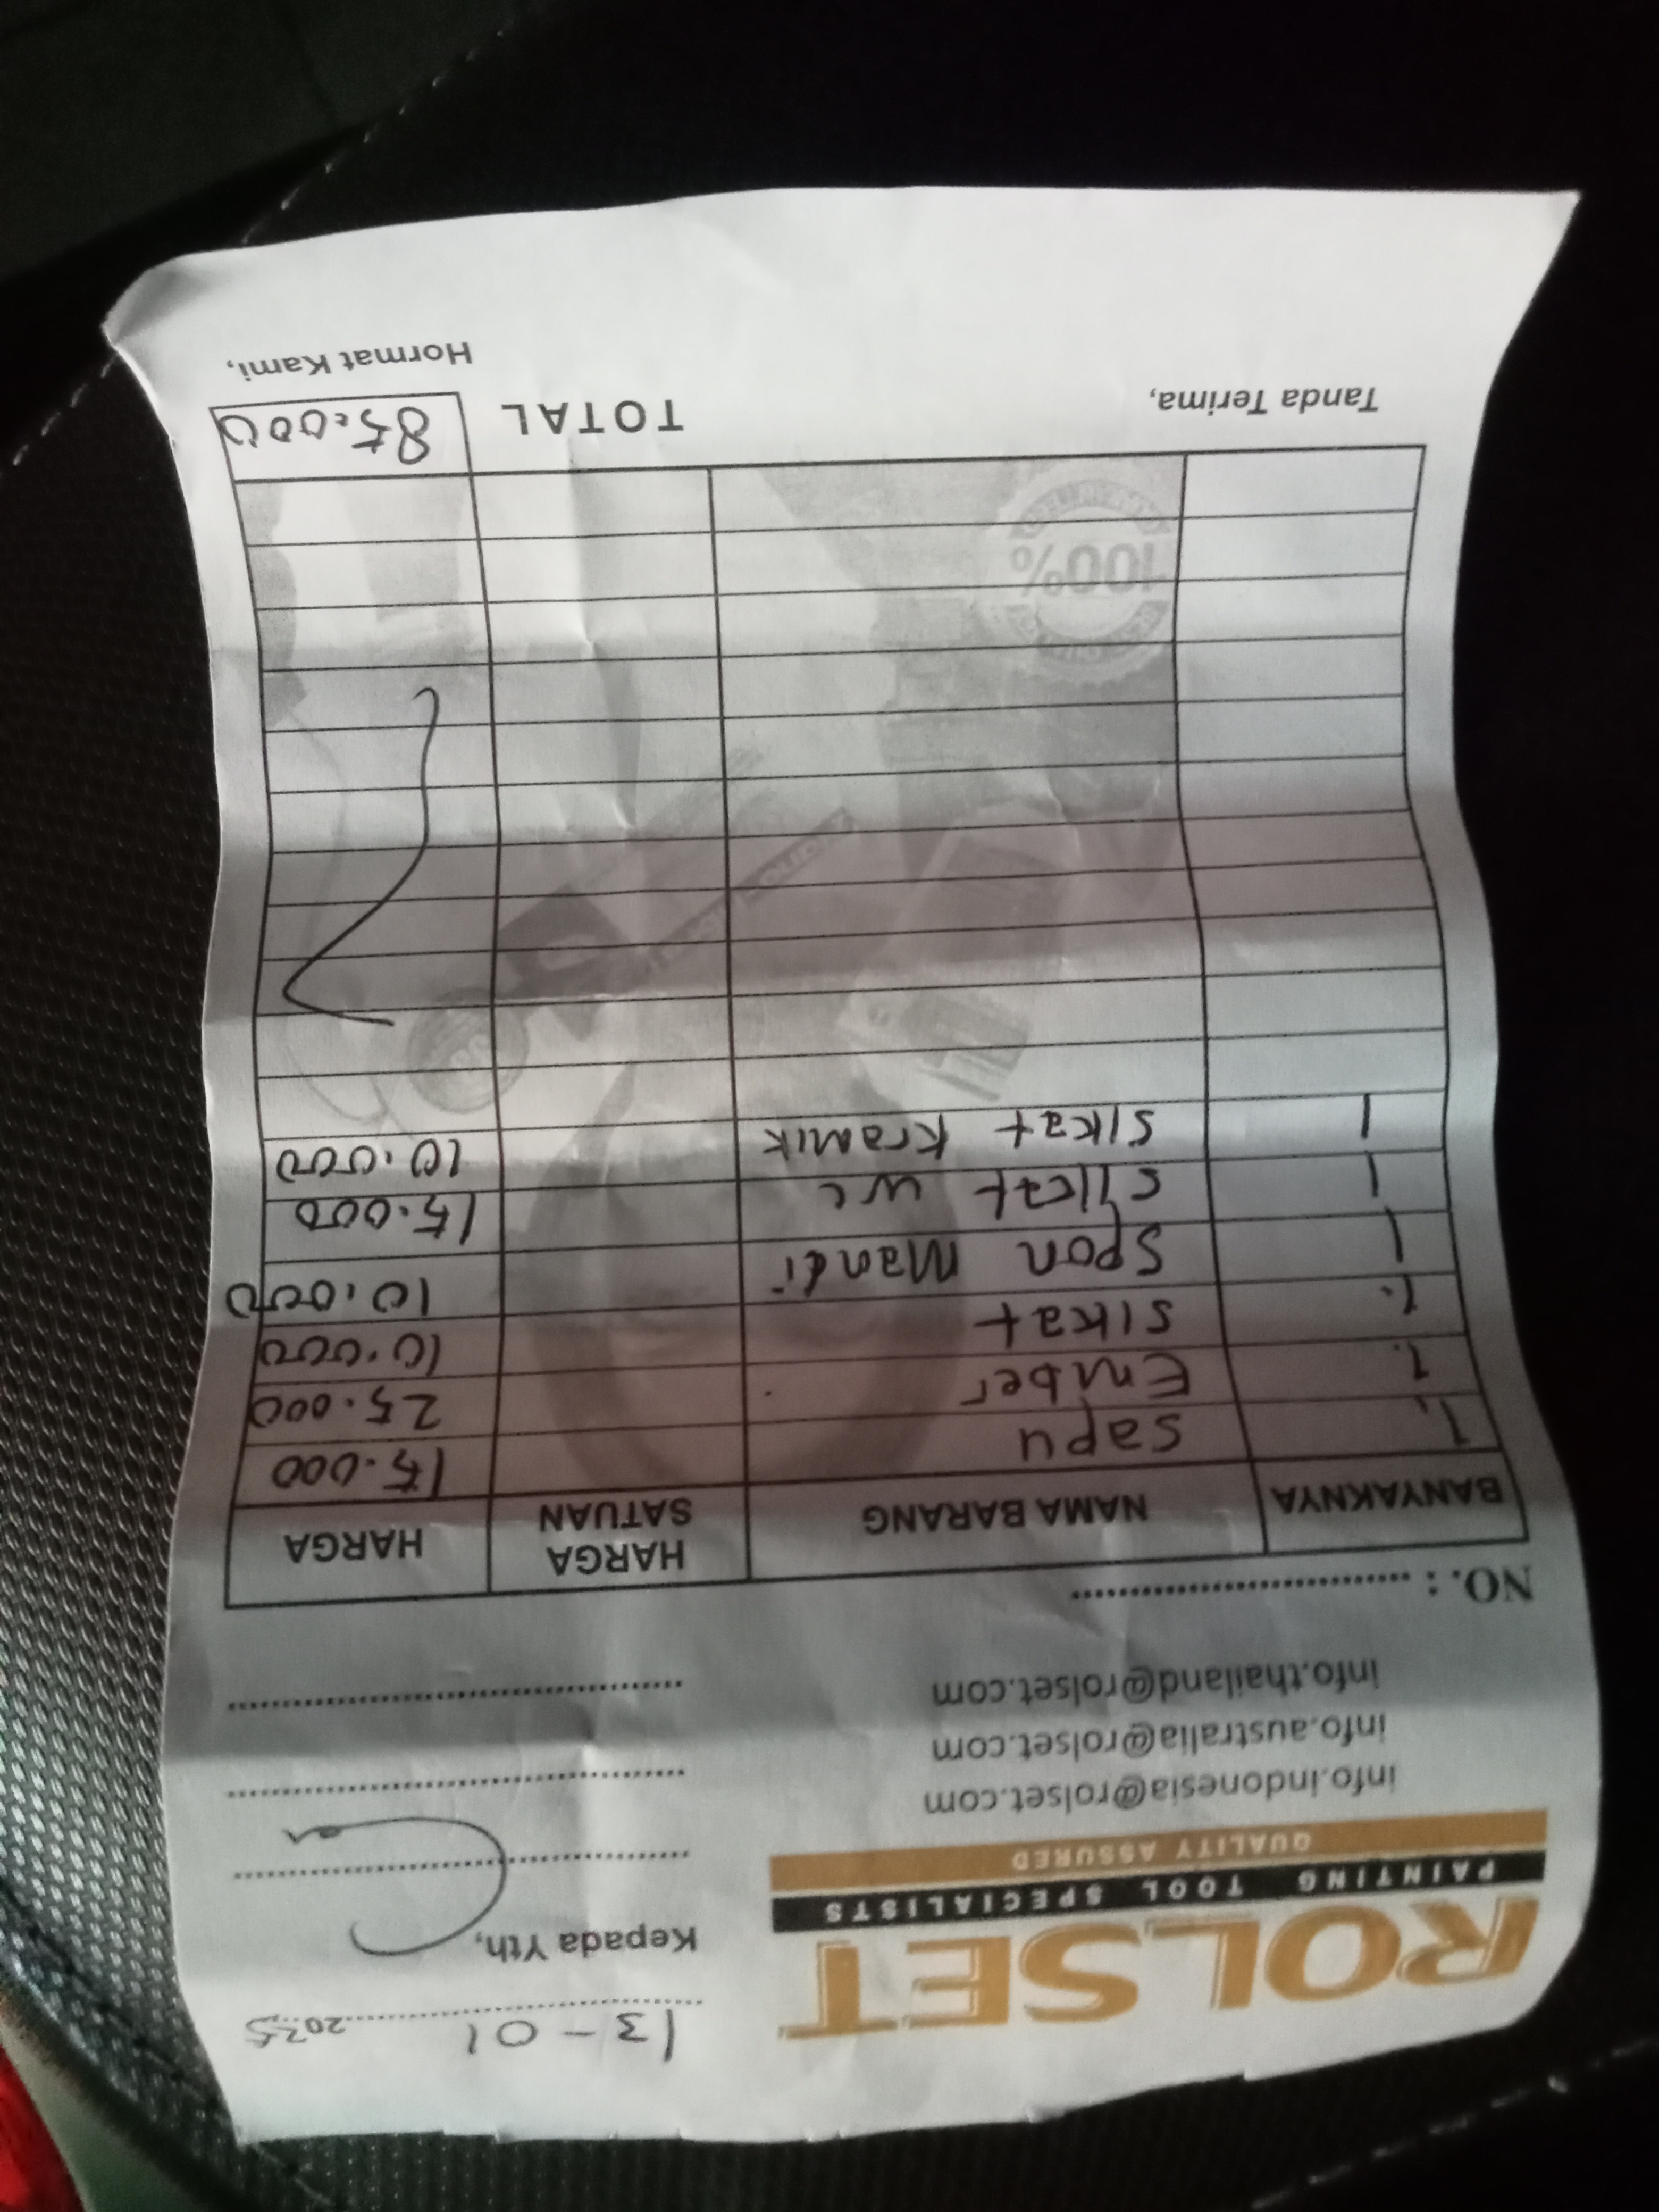 13-01 2025
ROLSET
PAINTING TOOL SPECIALISTS
QUALITY ASSURED
Kepada Yth,
info.indonesia@rolset.com
info.australia@rolset.com
info.thailand@rolset.com
NO. :
BANYAKNYA NAMA BARANG HARGA SATUAN HARGA
1. Sapu 15.000
1. Ember 25.000
1. Sikat 10.000
1 Spon Mandi 10.000
1 Sikat WC 15.000
1 Sikat Kramik 10.000
100%
Tanda Terima, TOTAL 85.000
Hormat Kami,